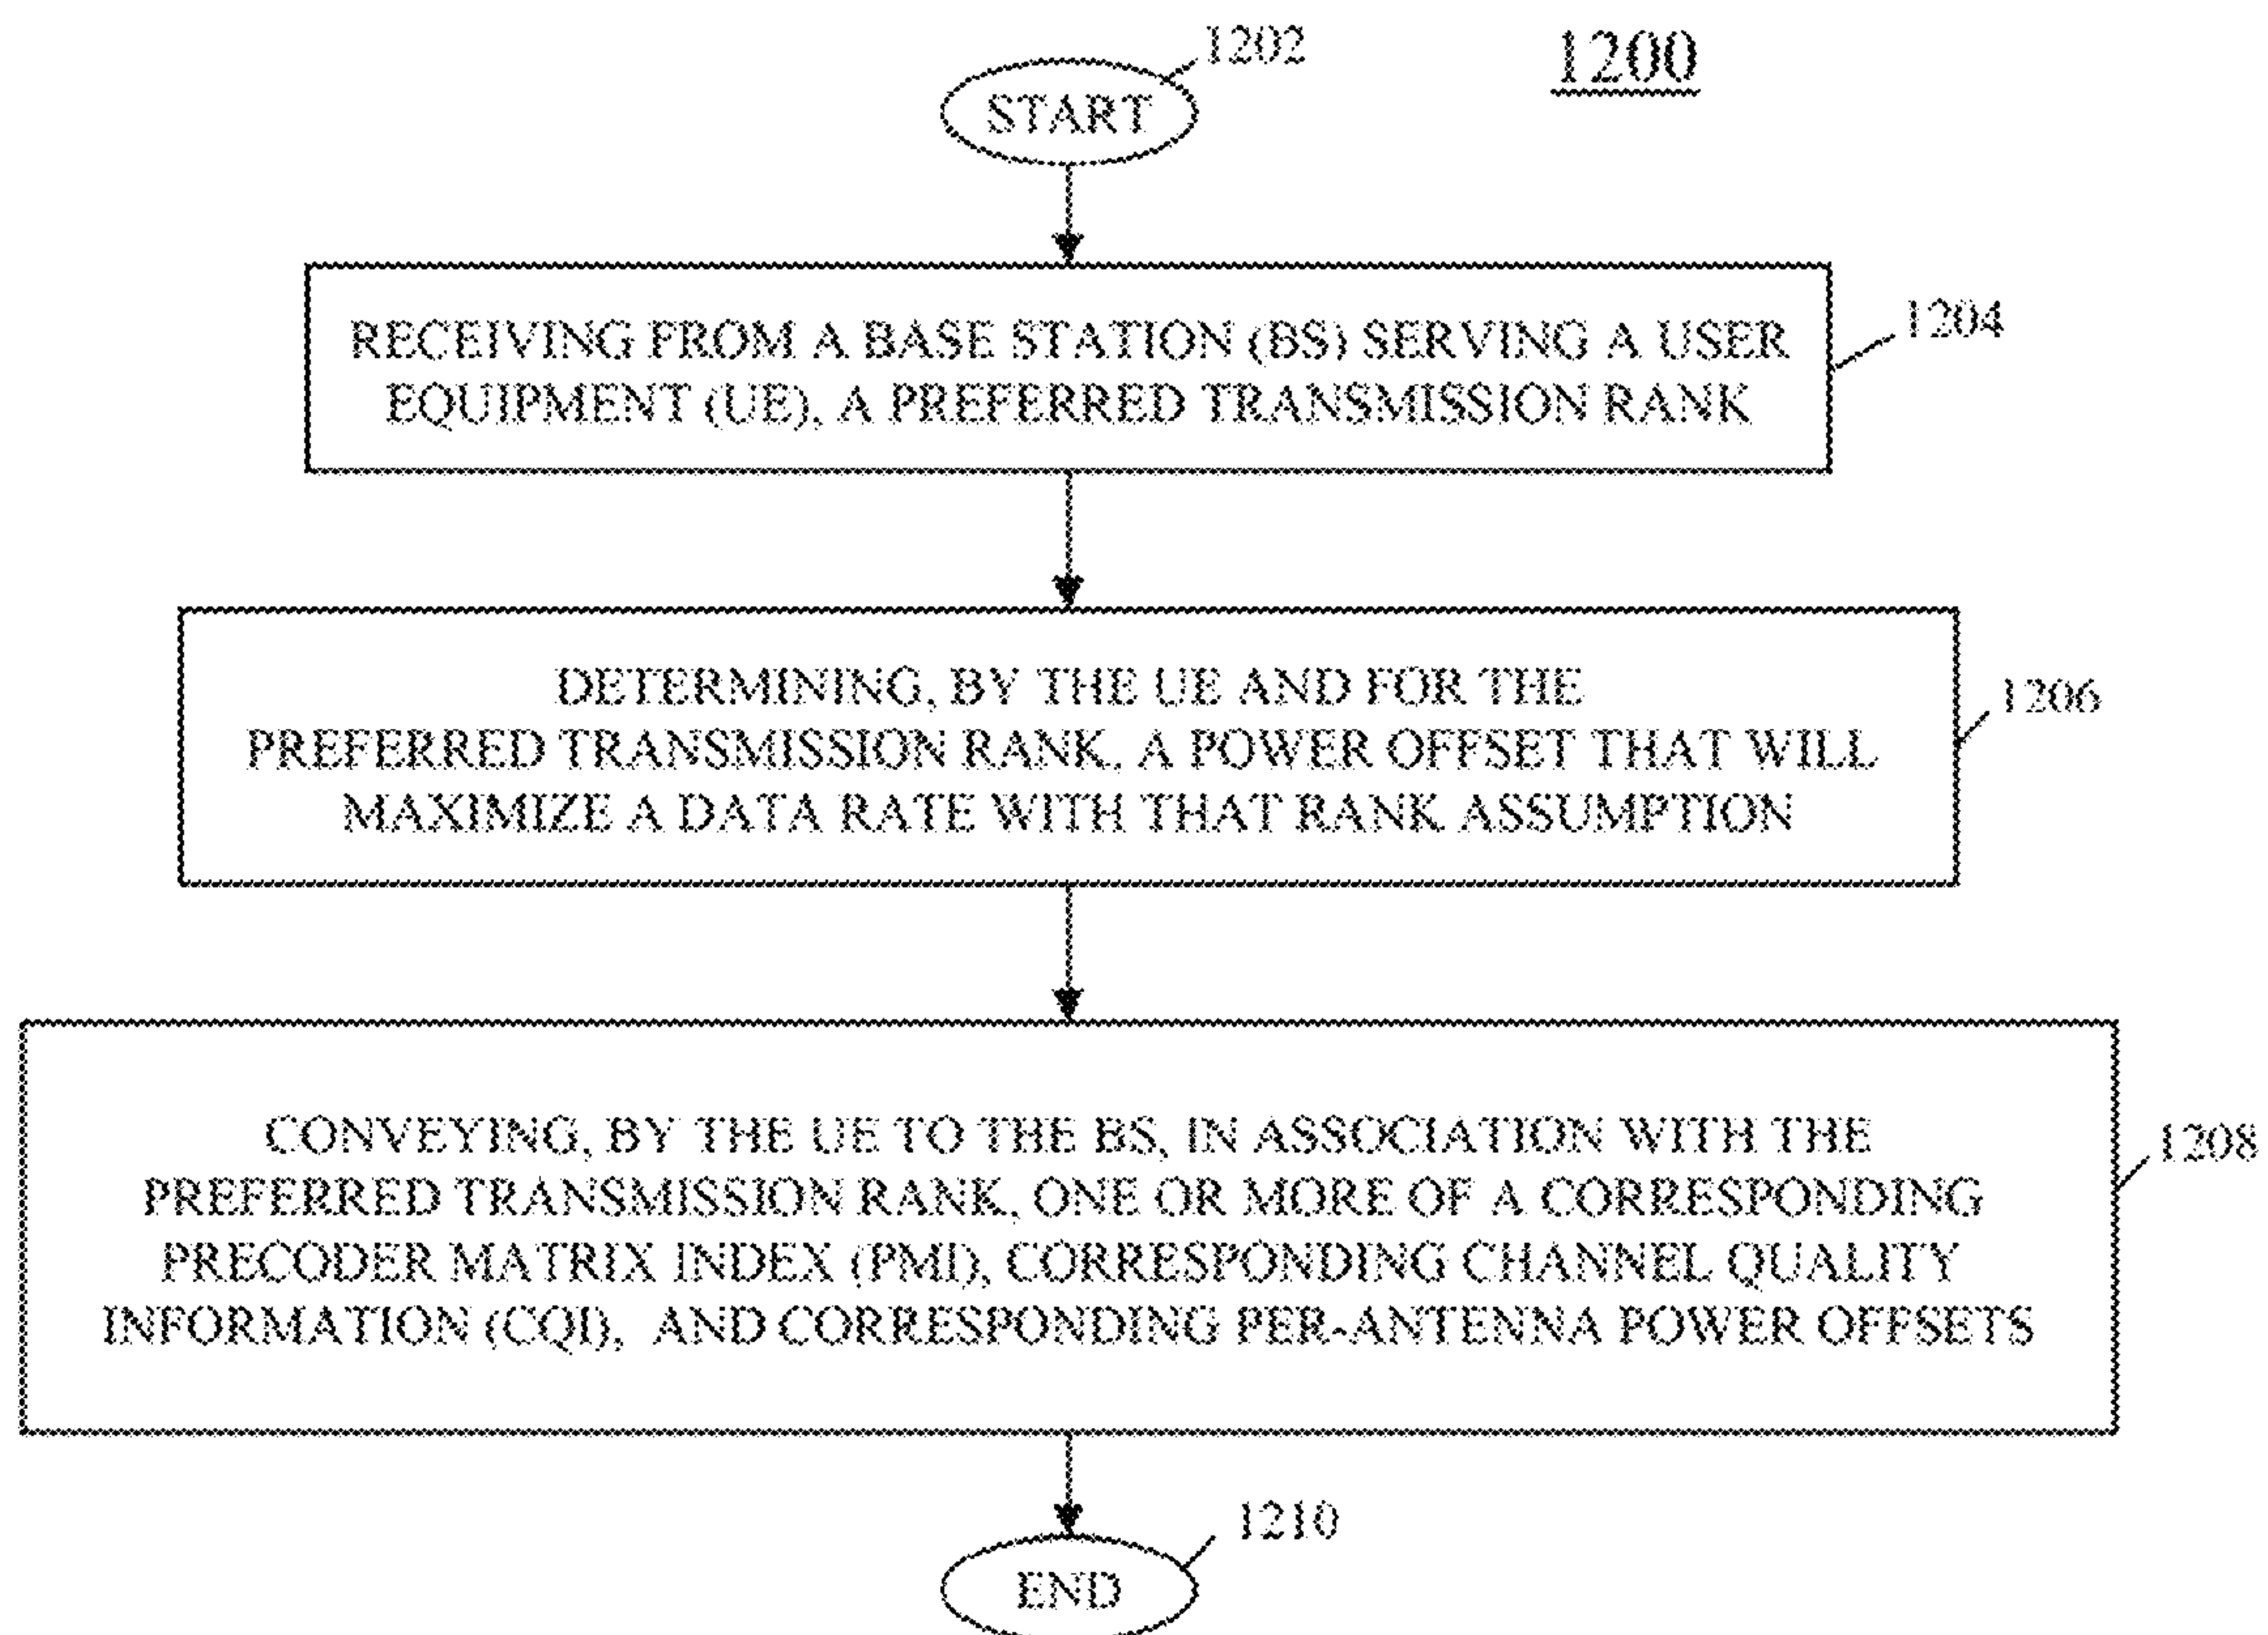 1202
1200
START
RECEIVING FROM A BASE STATION (BS) SERVING A USER
EQUIPMENT (UE), A PREFERRED TRANSMISSION RANK
1204
DETERMINING, BY THE UE AND FOR THE
PREFERRED TRANSMISSION RANK, A POWER OFFSET THAT WILL
MAXIMIZE A DATA RATE WITH THAT RANK ASSUMPTION
1206
CONVEYING, BY THE UE TO THE BS, IN ASSOCIATION WITH THE
PREFERRED TRANSMISSION RANK, ONE OR MORE OF A CORRESPONDING
PRECODER MATRIX INDEX (PMI), CORRESPONDING CHANNEL QUALITY
INFORMATION (CQI), AND CORRESPONDING PER-ANTENNA POWER OFFSETS
1208
1210
END